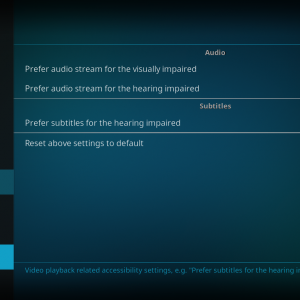 Audio
Prefer audio stream for the visually impaired
Prefer audio stream for the hearing impaired
Subtitles
Prefer subtitles for the hearing impaired
Reset above settings to default
Video playback related accessibility settings, e.g. "Prefer subtitles for the hearing